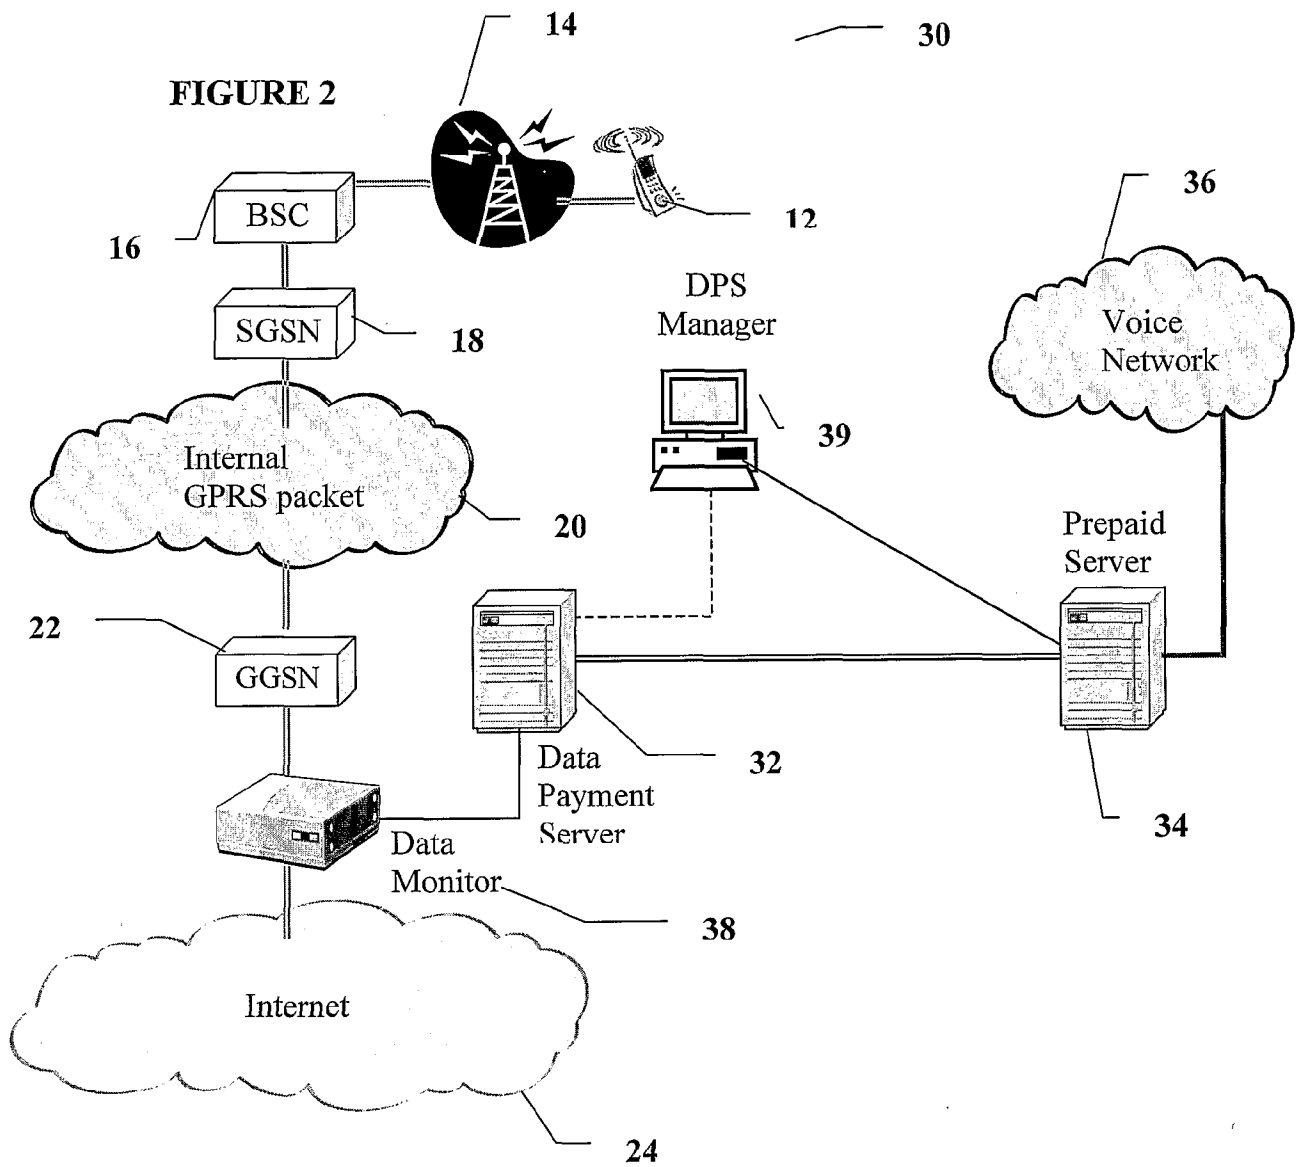 14
30
FIGURE 2
BSC
16
12
36
SGSN
18
DPS
Manager
Voice
Network
39
Internal
GPRS packet
20
Prepaid
Server
22
GGSN
32
Data
Payment
Server
34
Data
Monitor
38
Internet
24